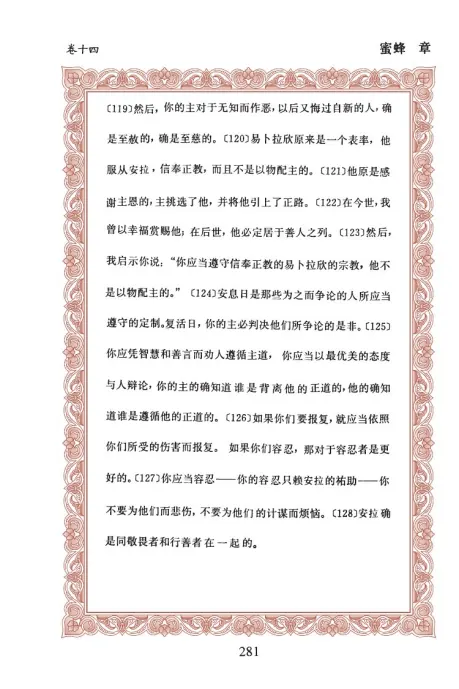 卷十四
蜜蜂 章
〔119〕然后，你的主对于无知而作恶，以后又悔过自新的人，确
是至赦的，确是至慈的。〔120〕易卜拉欣原来是一个表率，他
服从安拉，信奉正教，而且不是以物配主的。〔121〕他原是感
谢主恩的，主挑选了他，并将他引上了正路。〔122〕在今世，我
曾以幸福赏赐他；在后世，他必定居于善人之列。〔123〕然后，
我启示你说：“你应当遵守信奉正教的易卜拉欣的宗教，他不
是以物配主的。”〔124〕安息日是那些为之而争论的人所应当
遵守的定制。复活日，你的主必判决他们所争论的是非。〔125〕
你应凭智慧和善言而劝人遵循主道，你应当以最优美的态度
与人辩论，你的主的确知道谁是背离他的正道的，他的确知
道谁是遵循他的正道的。〔126〕如果你们要报复，就应当依照
你们所受的伤害而报复。如果你们容忍，那对于容忍者是更
好的。〔127〕你应当容忍——你的容忍只赖安拉的祐助——你
不要为他们而悲伤，不要为他们的计谋而烦恼。〔128〕安拉确
是同敬畏者和行善者在一起的。
281